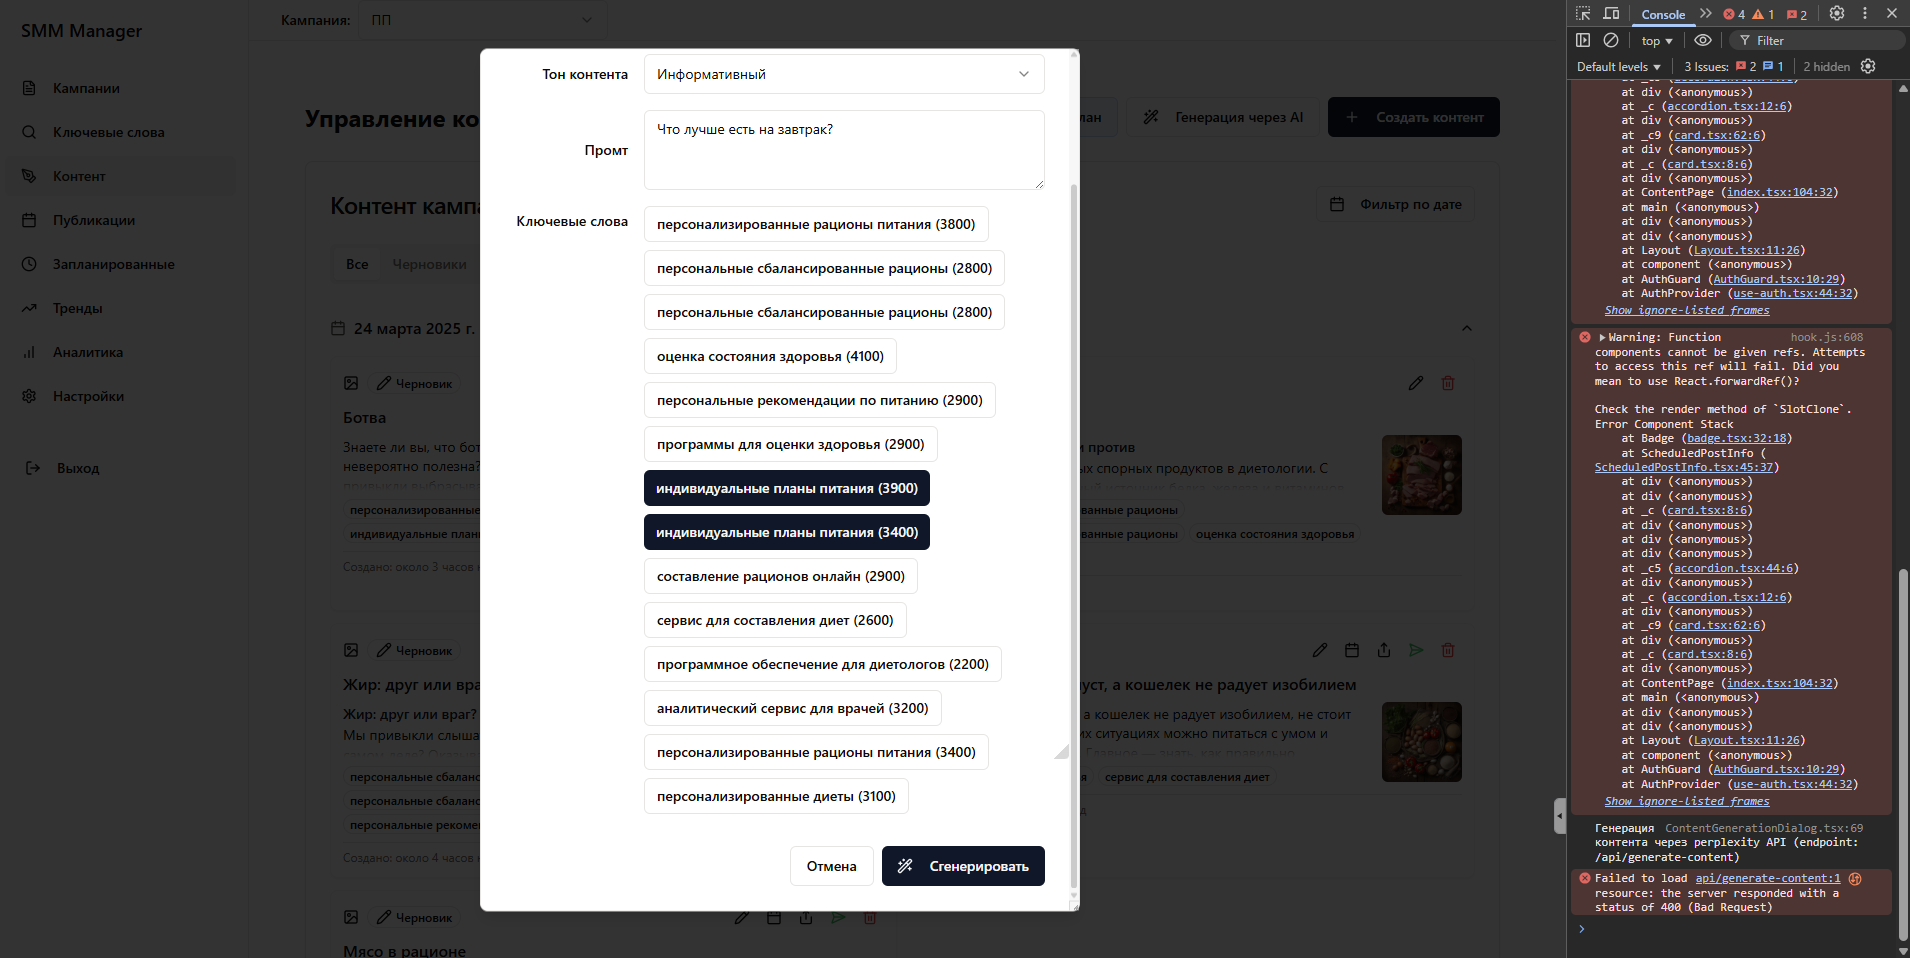 SMM Manager
Кампании
Ключевые слова
Контент
Публикации
Запланированные
Тренды
Аналитика
Настройки
Выход
Кампания: ПП
Управление ко
лан
Генерация через AI
+ Создать контент
Контент кампа
Фильтр по дате
Все Черновики
24 марта 2025 г.
Черновик
Ботва
Знаете ли вы, что бот
невероятно полезна?
персонализированные
индивидуальные план
Создано: около 3 часов н
и против
ых спорных продуктов в диетологии. С
ванные рационы
ванные рационы оценка состояния здоровья
Черновик
Жир: друг или вра
Жир: друг или враг?
Мы привыкли слыша
персональные сбалан
персональные сбалан
персональные рекоме
Создано: около 4 часов н
уст, а кошелек не радует изобилием
а кошелек не радует изобилием, не стоит
их ситуациях можно питаться с умом и
Главное — знать, как правильно
я сервис для составления диет
д
Черновик
Мясо в рационе
Тон контента
Информативный
Промт
Что лучше есть на завтрак?
Ключевые слова
персонализированные рационы питания (3800)
персональные сбалансированные рационы (2800)
персональные сбалансированные рационы (2800)
оценка состояния здоровья (4100)
персональные рекомендации по питанию (2900)
программы для оценки здоровья (2900)
индивидуальные планы питания (3900)
индивидуальные планы питания (3400)
составление рационов онлайн (2900)
сервис для составления диет (2600)
программное обеспечение для диетологов (2200)
аналитический сервис для врачей (3200)
персонализированные рационы питания (3400)
персонализированные диеты (3100)
Отмена
Сгенерировать
Console 4 1 2
top Filter
Default levels 3 Issues: 2 1 2 hidden
at div (<anonymous>)
at _c (accordion.tsx:12:6)
at div (<anonymous>)
at _c9 (card.tsx:62:6)
at div (<anonymous>)
at _c (card.tsx:8:6)
at div (<anonymous>)
at ContentPage (index.tsx:104:32)
at main (<anonymous>)
at div (<anonymous>)
at div (<anonymous>)
at Layout (Layout.tsx:11:26)
at component (<anonymous>)
at AuthGuard (AuthGuard.tsx:10:29)
at AuthProvider (use-auth.tsx:44:32)
Show ignore-listed frames
Warning: Function hook.js:608
components cannot be given refs. Attempts
to access this ref will fail. Did you
mean to use React.forwardRef()?
Check the render method of `SlotClone`.
Error Component Stack
at Badge (badge.tsx:32:18)
at ScheduledPostInfo (
ScheduledPostInfo.tsx:45:37)
at div (<anonymous>)
at div (<anonymous>)
at _c (card.tsx:8:6)
at div (<anonymous>)
at div (<anonymous>)
at div (<anonymous>)
at _c5 (accordion.tsx:44:6)
at div (<anonymous>)
at _c (accordion.tsx:12:6)
at div (<anonymous>)
at _c9 (card.tsx:62:6)
at div (<anonymous>)
at _c (card.tsx:8:6)
at div (<anonymous>)
at ContentPage (index.tsx:104:32)
at main (<anonymous>)
at div (<anonymous>)
at div (<anonymous>)
at Layout (Layout.tsx:11:26)
at component (<anonymous>)
at AuthGuard (AuthGuard.tsx:10:29)
at AuthProvider (use-auth.tsx:44:32)
Show ignore-listed frames
Генерация ContentGenerationDialog.tsx:69
контента через perplexity API (endpoint:
/api/generate-content)
Failed to load api/generate-content:1
resource: the server responded with a
status of 400 (Bad Request)